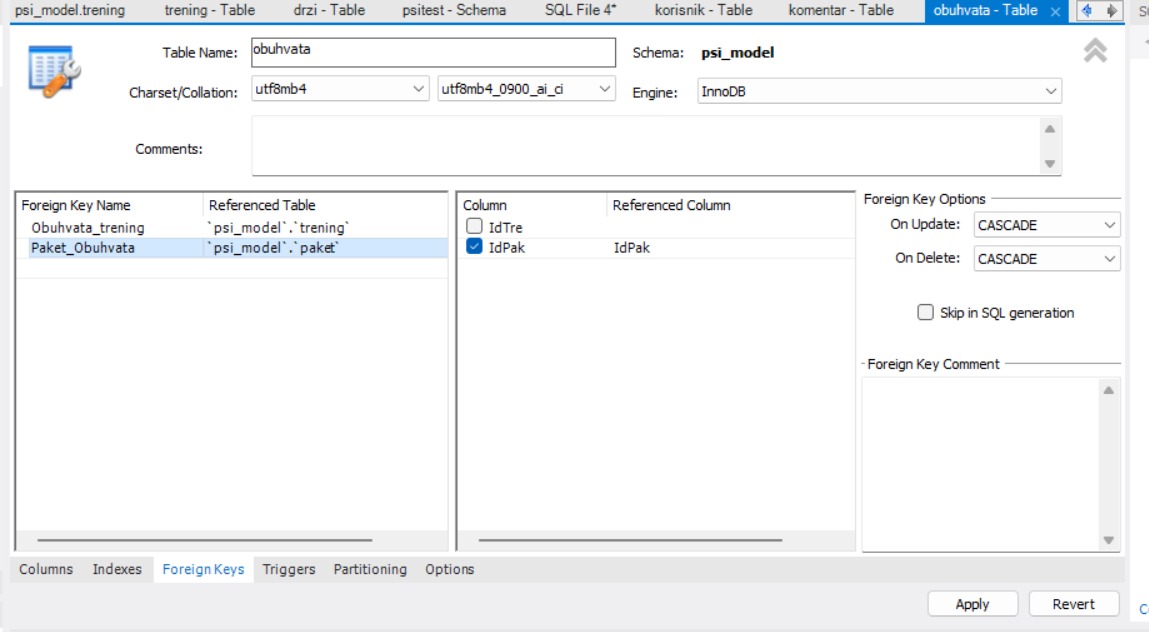 psi_model.trening trening - Table drzi - Table psitest - Schema SQL File 4* korisnik - Table komentar - Table obuhvata - Table
Table Name: obuhvata Schema: psi_model
Charset/Collation: utf8mb4 utf8mb4_0900_ai_ci Engine: InnoDB
Comments:
Foreign Key Name Referenced Table
Obuhvata_trening `psi_model`.`trening`
Paket_Obuhvata `psi_model`.`paket`
Column Referenced Column
IdTre
IdPak IdPak
Foreign Key Options
On Update: CASCADE
On Delete: CASCADE
Skip in SQL generation
Foreign Key Comment
Columns Indexes Foreign Keys Triggers Partitioning Options
Apply Revert